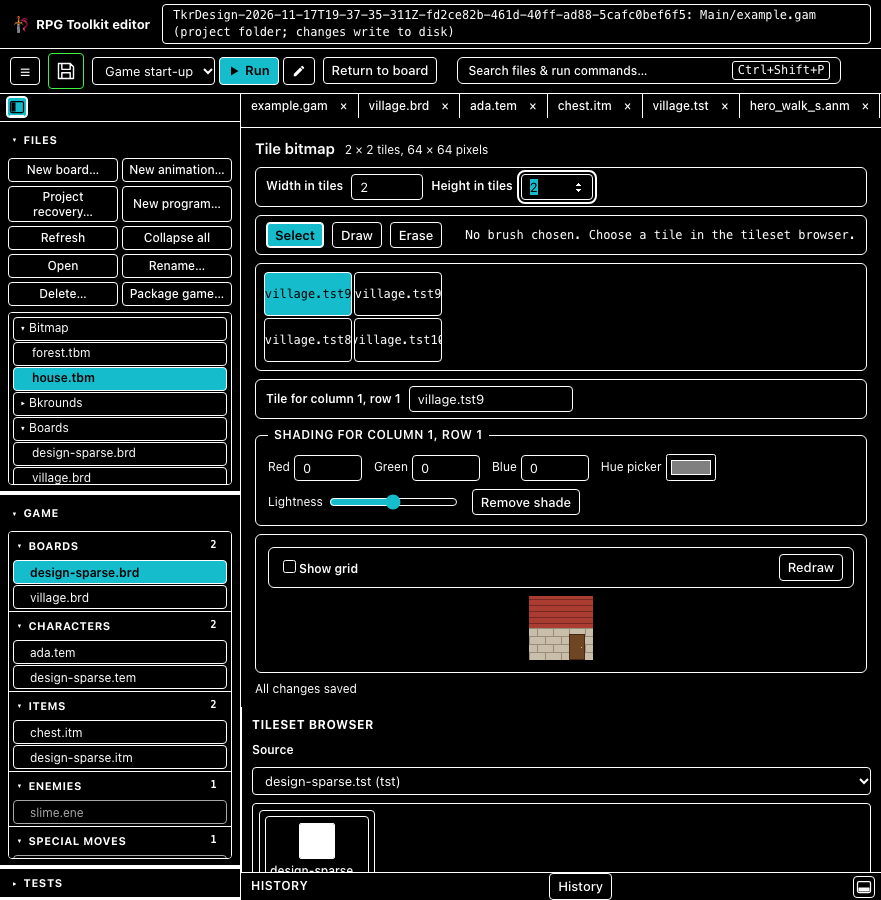 RPG Toolkit editor
TkrDesign-2026-11-17T19-37-35-311Z-fd2ce82b-461d-40ff-ad88-5cafc0bef6f5: Main/example.gam
(project folder; changes write to disk)
Game start-up
Run
Return to board
Search files & run commands...
Ctrl+Shift+P
FILES
New board...
New animation...
Project recovery...
New program...
Refresh
Collapse all
Open
Rename...
Delete...
Package game...
Bitmap
forest.tbm
house.tbm
Bkrounds
Boards
design-sparse.brd
village.brd
GAME
BOARDS 2
design-sparse.brd
village.brd
CHARACTERS 2
ada.tem
design-sparse.tem
ITEMS 2
chest.itm
design-sparse.itm
ENEMIES 1
slime.ene
SPECIAL MOVES 1
TESTS
example.gam ×
village.brd ×
ada.tem ×
chest.itm ×
village.tst ×
hero_walk_s.anm ×
Tile bitmap 2 × 2 tiles, 64 × 64 pixels
Width in tiles 2 Height in tiles 2
Select Draw Erase No brush chosen. Choose a tile in the tileset browser.
village.tst9 village.tst9
village.tst8 village.tst10
Tile for column 1, row 1 village.tst9
SHADING FOR COLUMN 1, ROW 1
Red 0 Green 0 Blue 0 Hue picker
Lightness Remove shade
Show grid Redraw
All changes saved
TILESET BROWSER
Source
design-sparse.tst (tst)
design-sparse
HISTORY History